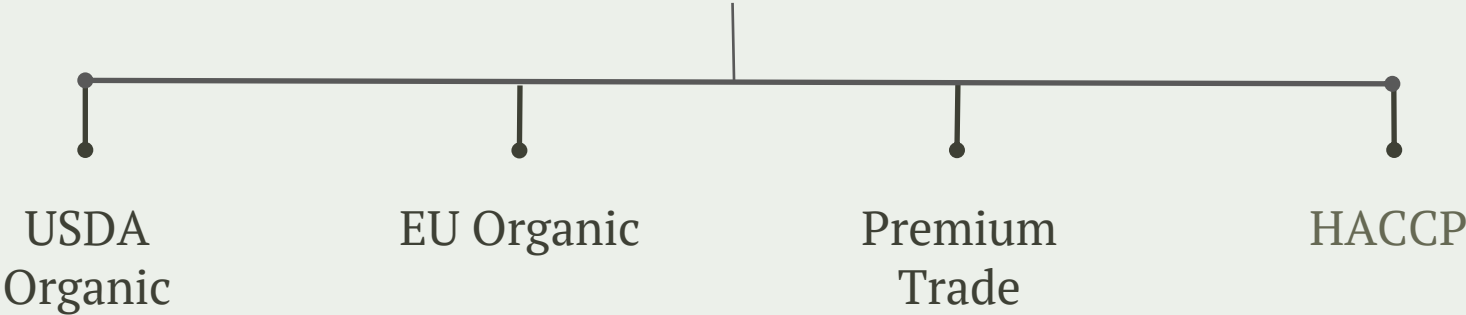 USDA
Organic
EU Organic
Premium
Trade
HACCP